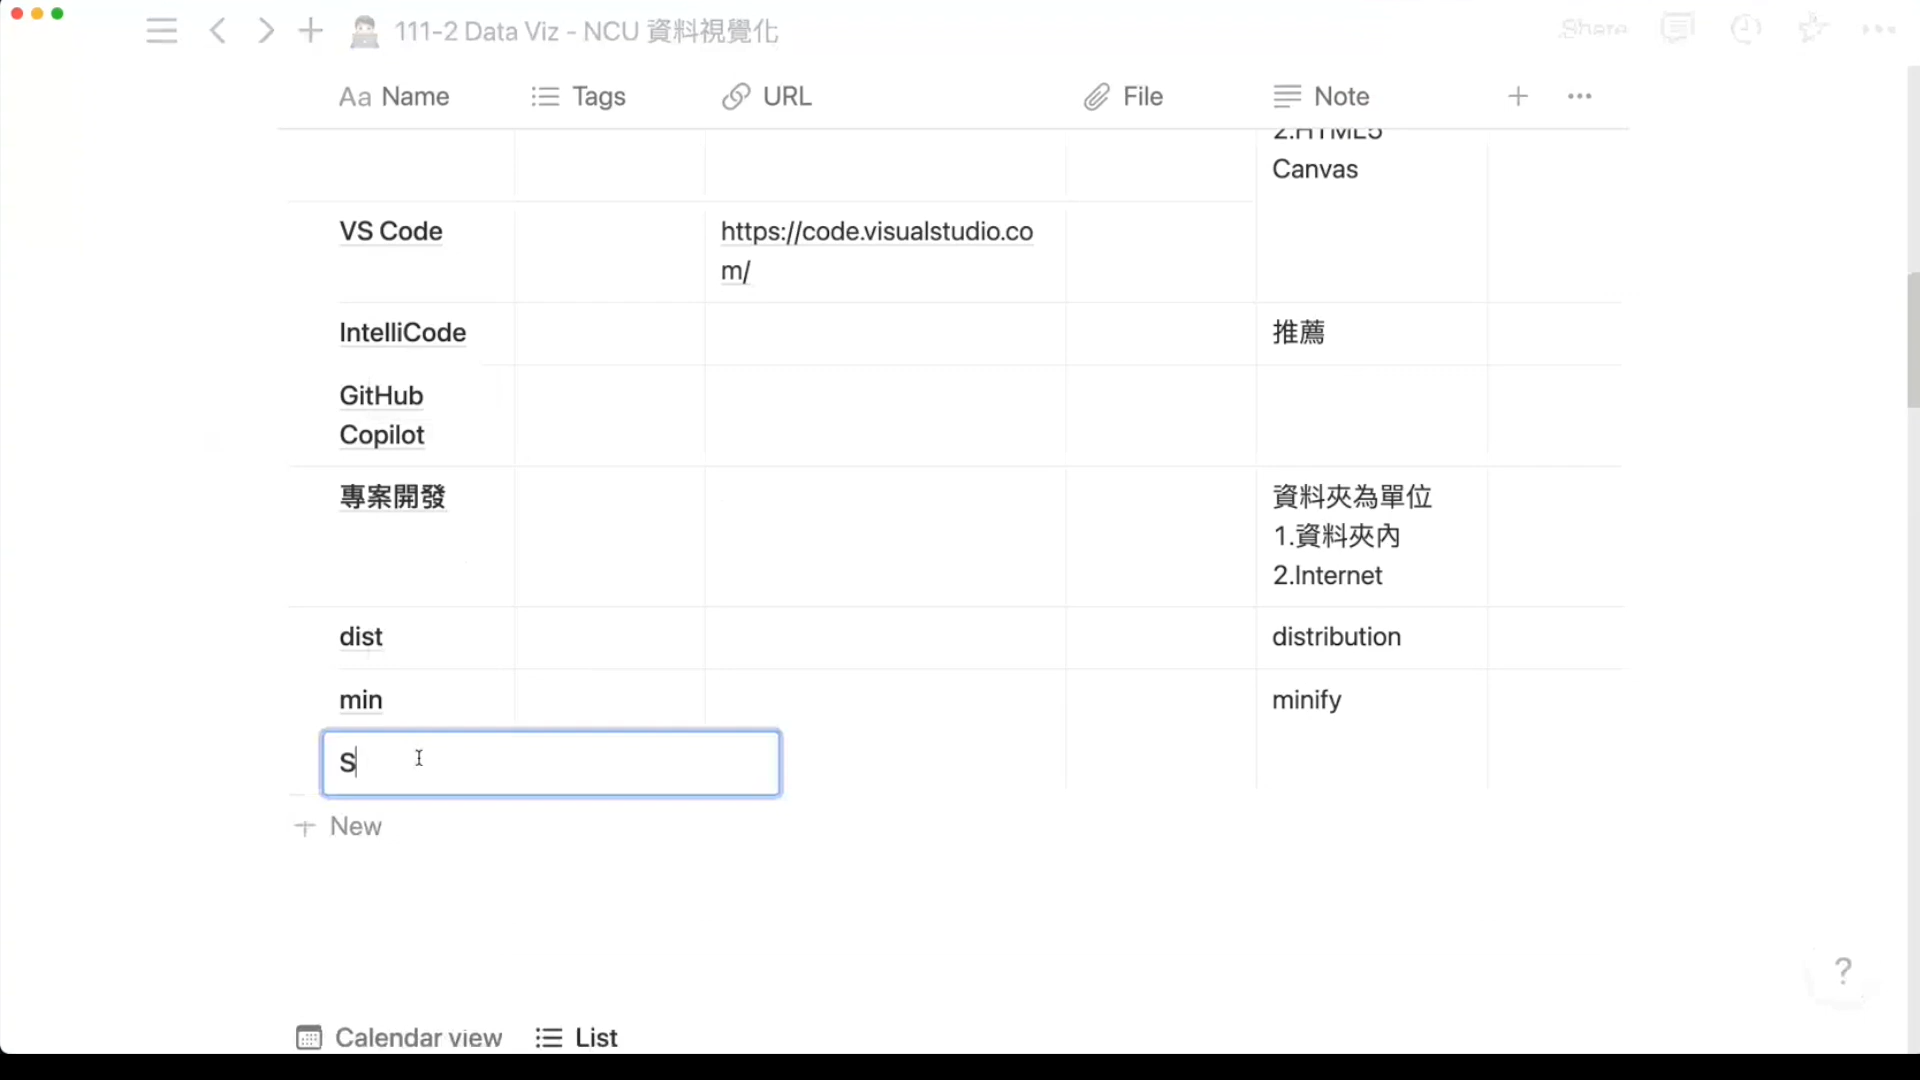 111-2 Data Viz - NCU 資料視覺化
Share
Aa Name
Tags
URL
File
Note
2.HTML5
Canvas
VS Code
https://code.visualstudio.co
m/
IntelliCode
推薦
GitHub
Copilot
專案開發
資料夾為單位
1.資料夾內
2.Internet
dist
distribution
min
minify
S
New
?
Calendar view
List